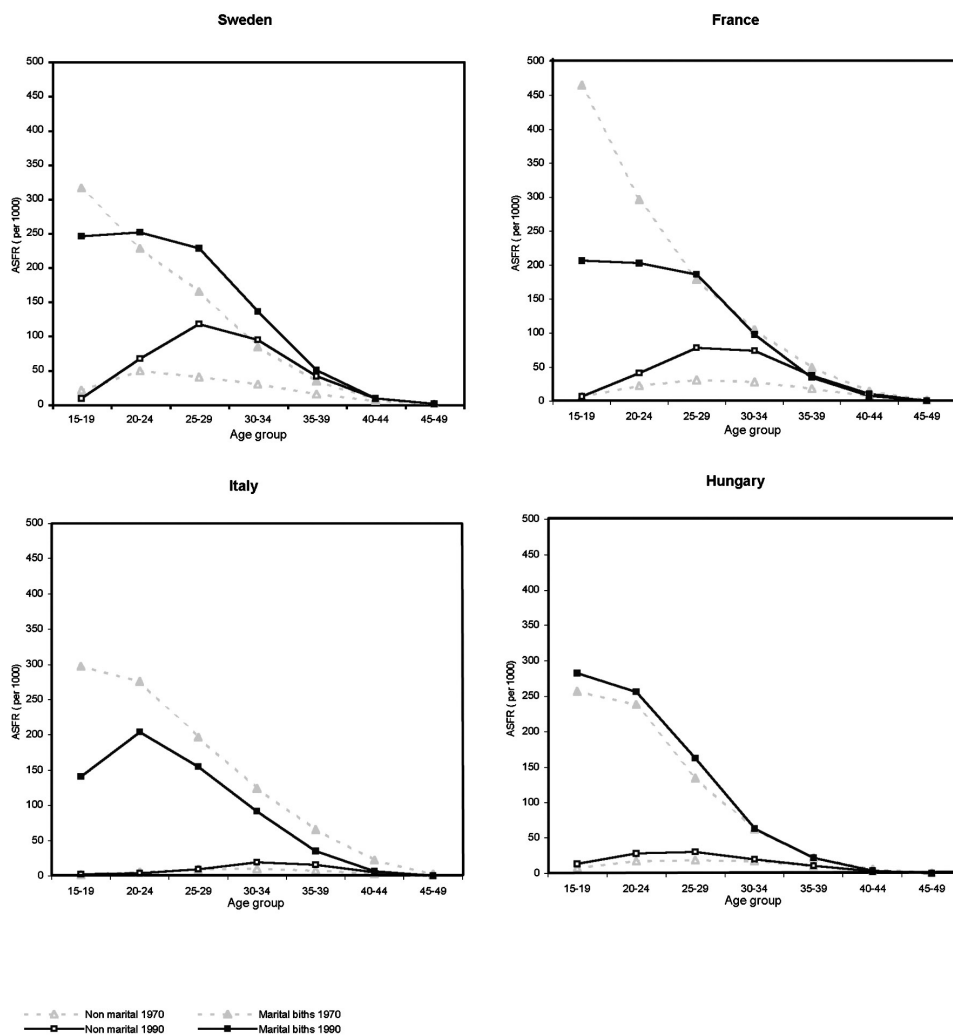 Sweden
500
450
400
350
300
250
200
150
100
50
0
ASFR ( per 1000)
15-19 20-24 25-29 30-34 35-39 40-44 45-49
Age group
France
500
450
400
350
300
250
200
150
100
50
0
ASFR (per 1000)
15-19 20-24 25-29 30-34 35-39 40-44 45-49
Age group
Italy
500
450
400
350
300
250
200
150
100
50
0
ASFR ( per 1000)
15-19 20-24 25-29 30-34 35-39 40-44 45-49
Age group
Hungary
500
450
400
350
300
250
200
150
100
50
0
ASFR ( per 1000)
15-19 20-24 25-29 30-34 35-39 40-44 45-49
Age group
Non marital 1970 Marital biths 1970
Non marital 1990 Marital biths 1990